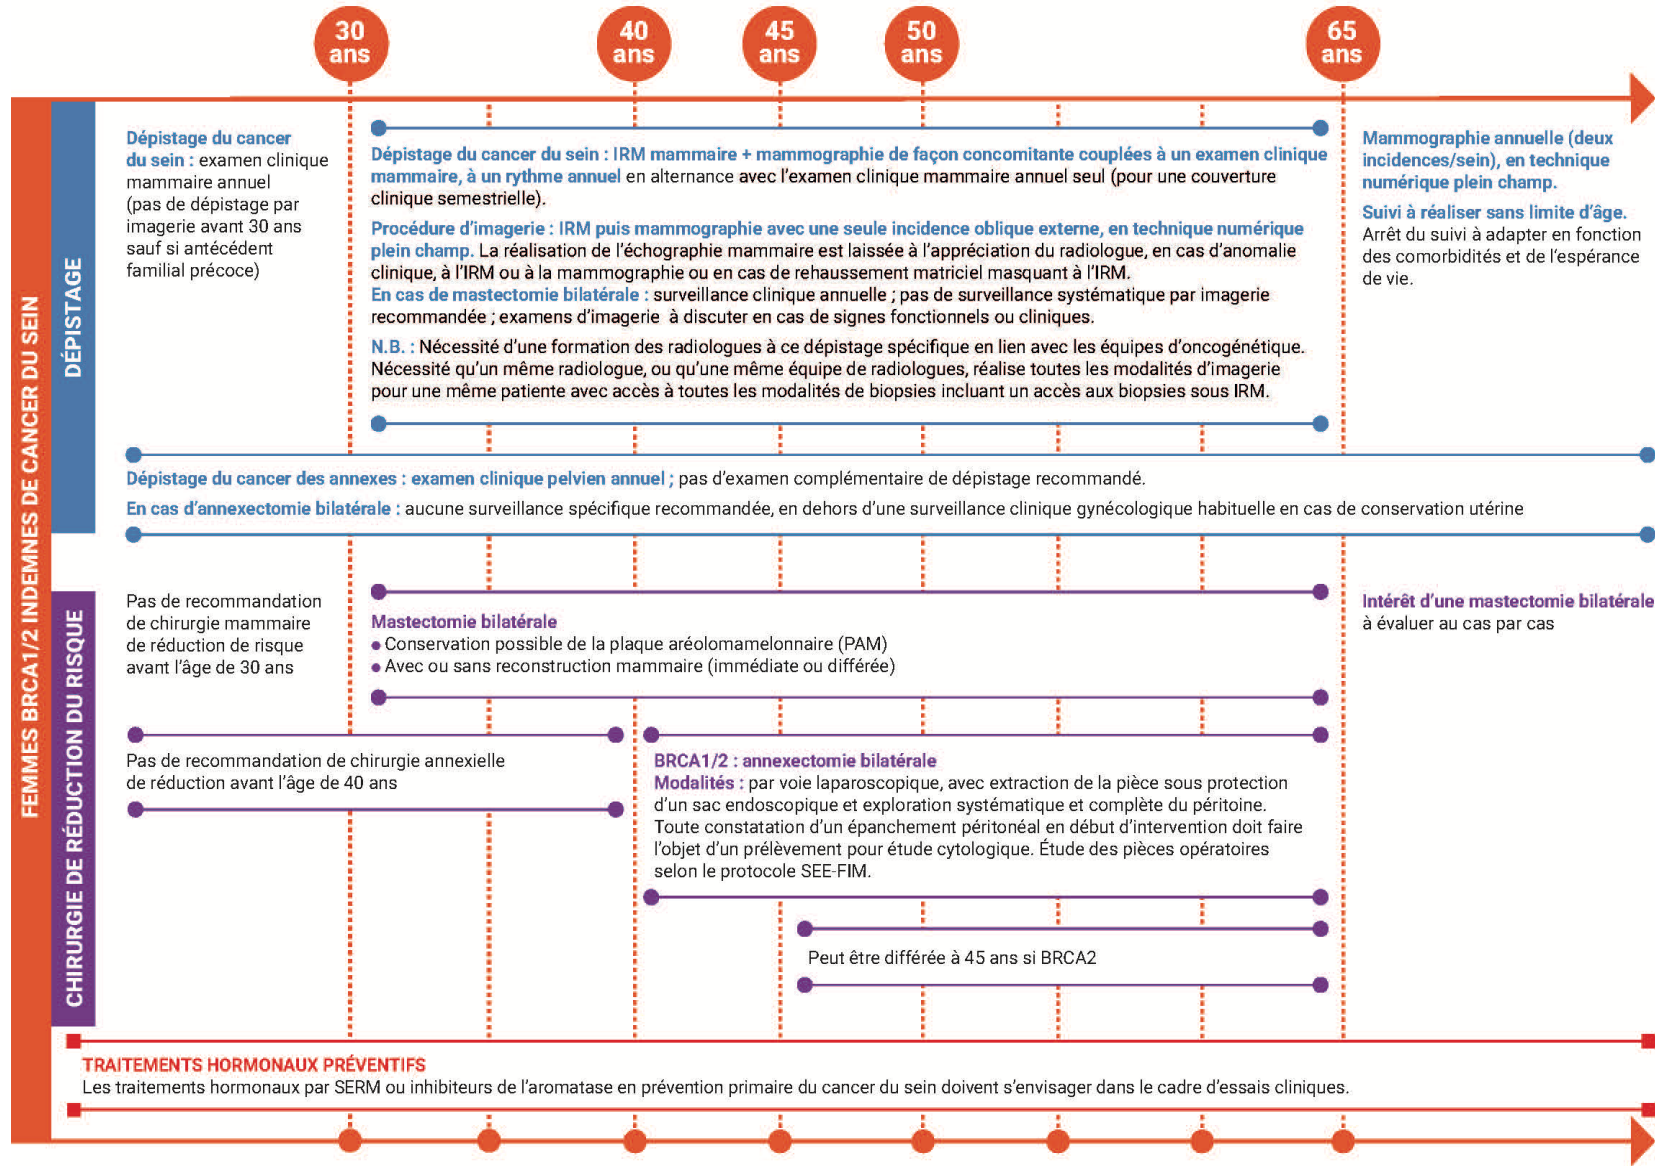 30
ans
40
ans
45
ans
50
ans
65
ans
FEMMES BRCA1/2 INDEMNES DE CANCER DU SEIN
DÉPISTAGE
Dépistage du cancer
du sein : examen clinique
mammaire annuel
(pas de dépistage par
imagerie avant 30 ans
sauf si antécédent
familial précoce)
Dépistage du cancer du sein : IRM mammaire + mammographie de façon concomitante couplées à un examen clinique
mammaire, à un rythme annuel en alternance avec l'examen clinique mammaire annuel seul (pour une couverture
clinique semestrielle).
Procédure d'imagerie : IRM puis mammographie avec une seule incidence oblique externe, en technique numérique
plein champ. La réalisation de l'échographie mammaire est laissée à l'appréciation du radiologue, en cas d'anomalie
clinique, à l'IRM ou à la mammographie ou en cas de rehaussement matriciel masquant à l'IRM.
En cas de mastectomie bilatérale : surveillance clinique annuelle ; pas de surveillance systématique par imagerie
recommandée ; examens d'imagerie à discuter en cas de signes fonctionnels ou cliniques.
N.B. : Nécessité d'une formation des radiologues à ce dépistage spécifique en lien avec les équipes d'oncogénétique.
Nécessité qu'un même radiologue, ou qu'une même équipe de radiologues, réalise toutes les modalités d'imagerie
pour une même patiente avec accès à toutes les modalités de biopsies incluant un accès aux biopsies sous IRM.
Mammographie annuelle (deux
incidences/sein), en technique
numérique plein champ.
Suivi à réaliser sans limite d'âge.
Arrêt du suivi à adapter en fonction
des comorbidités et de l'espérance
de vie.
Dépistage du cancer des annexes : examen clinique pelvien annuel ; pas d'examen complémentaire de dépistage recommandé.
En cas d'annexectomie bilatérale : aucune surveillance spécifique recommandée, en dehors d'une surveillance clinique gynécologique habituelle en cas de conservation utérine
CHIRURGIE DE RÉDUCTION DU RISQUE
Pas de recommandation
de chirurgie mammaire
de réduction de risque
avant l'âge de 30 ans
Mastectomie bilatérale
• Conservation possible de la plaque aréolomamelonnaire (PAM)
• Avec ou sans reconstruction mammaire (immédiate ou différée)
Intérêt d'une mastectomie bilatérale
à évaluer au cas par cas
Pas de recommandation de chirurgie annexielle
de réduction avant l'âge de 40 ans
BRCA1/2 : annexectomie bilatérale
Modalités : par voie laparoscopique, avec extraction de la pièce sous protection
d'un sac endoscopique et exploration systématique et complète du péritoine.
Toute constatation d'un épanchement péritonéal en début d'intervention doit faire
l'objet d'un prélèvement pour étude cytologique. Étude des pièces opératoires
selon le protocole SEE-FIM.
Peut être différée à 45 ans si BRCA2
TRAITEMENTS HORMONAUX PRÉVENTIFS
Les traitements hormonaux par SERM ou inhibiteurs de l'aromatase en prévention primaire du cancer du sein doivent s'envisager dans le cadre d'essais cliniques.